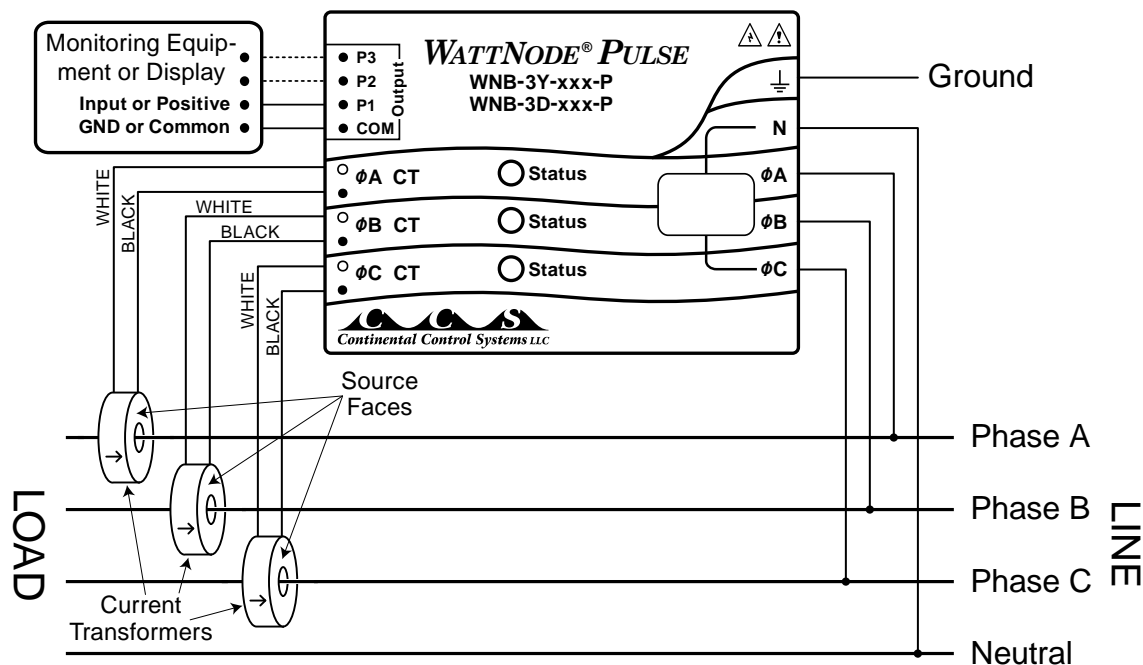 Monitoring Equip-
ment or Display
Input or Positive
GND or Common
P3
P2
P1
COM
Output
WATTNODE® PULSE
WNB-3Y-xxx-P
WNB-3D-xxx-P
Ground
N
ϕA CT
Status
ϕA
ϕB CT
Status
ϕB
ϕC CT
Status
ϕC
WHITE
BLACK
WHITE
BLACK
WHITE
BLACK
CCS
Continental Control Systems LLC
Source
Faces
Phase A
Phase B
Phase C
Neutral
LOAD
LINE
Current
Transformers